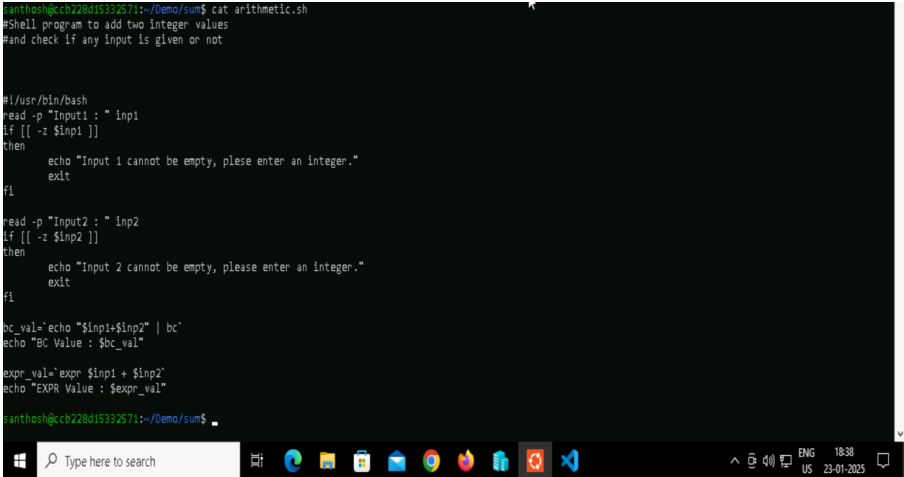 santhosh@ccb228d15332571:~/Demo/sum$ cat arithmetic.sh
#Shell program to add two integer values
#and check if any input is given or not
#!/usr/bin/bash
read -p "Input1 : " inp1
if [[ -z $inp1 ]]
then
echo "Input 1 cannot be empty, plese enter an integer."
exit
fi
read -p "Input2 : " inp2
if [[ -z $inp2 ]]
then
echo "Input 2 cannot be empty, please enter an integer."
exit
fi
bc_val=`echo "$inp1+$inp2" | bc`
echo "BC Value : $bc_val"
expr_val=`expr $inp1 + $inp2`
echo "EXPR Value : $expr_val"
santhosh@ccb228d15332571:~/Demo/sum$
Type here to search
ENG
US
18:38
23-01-2025